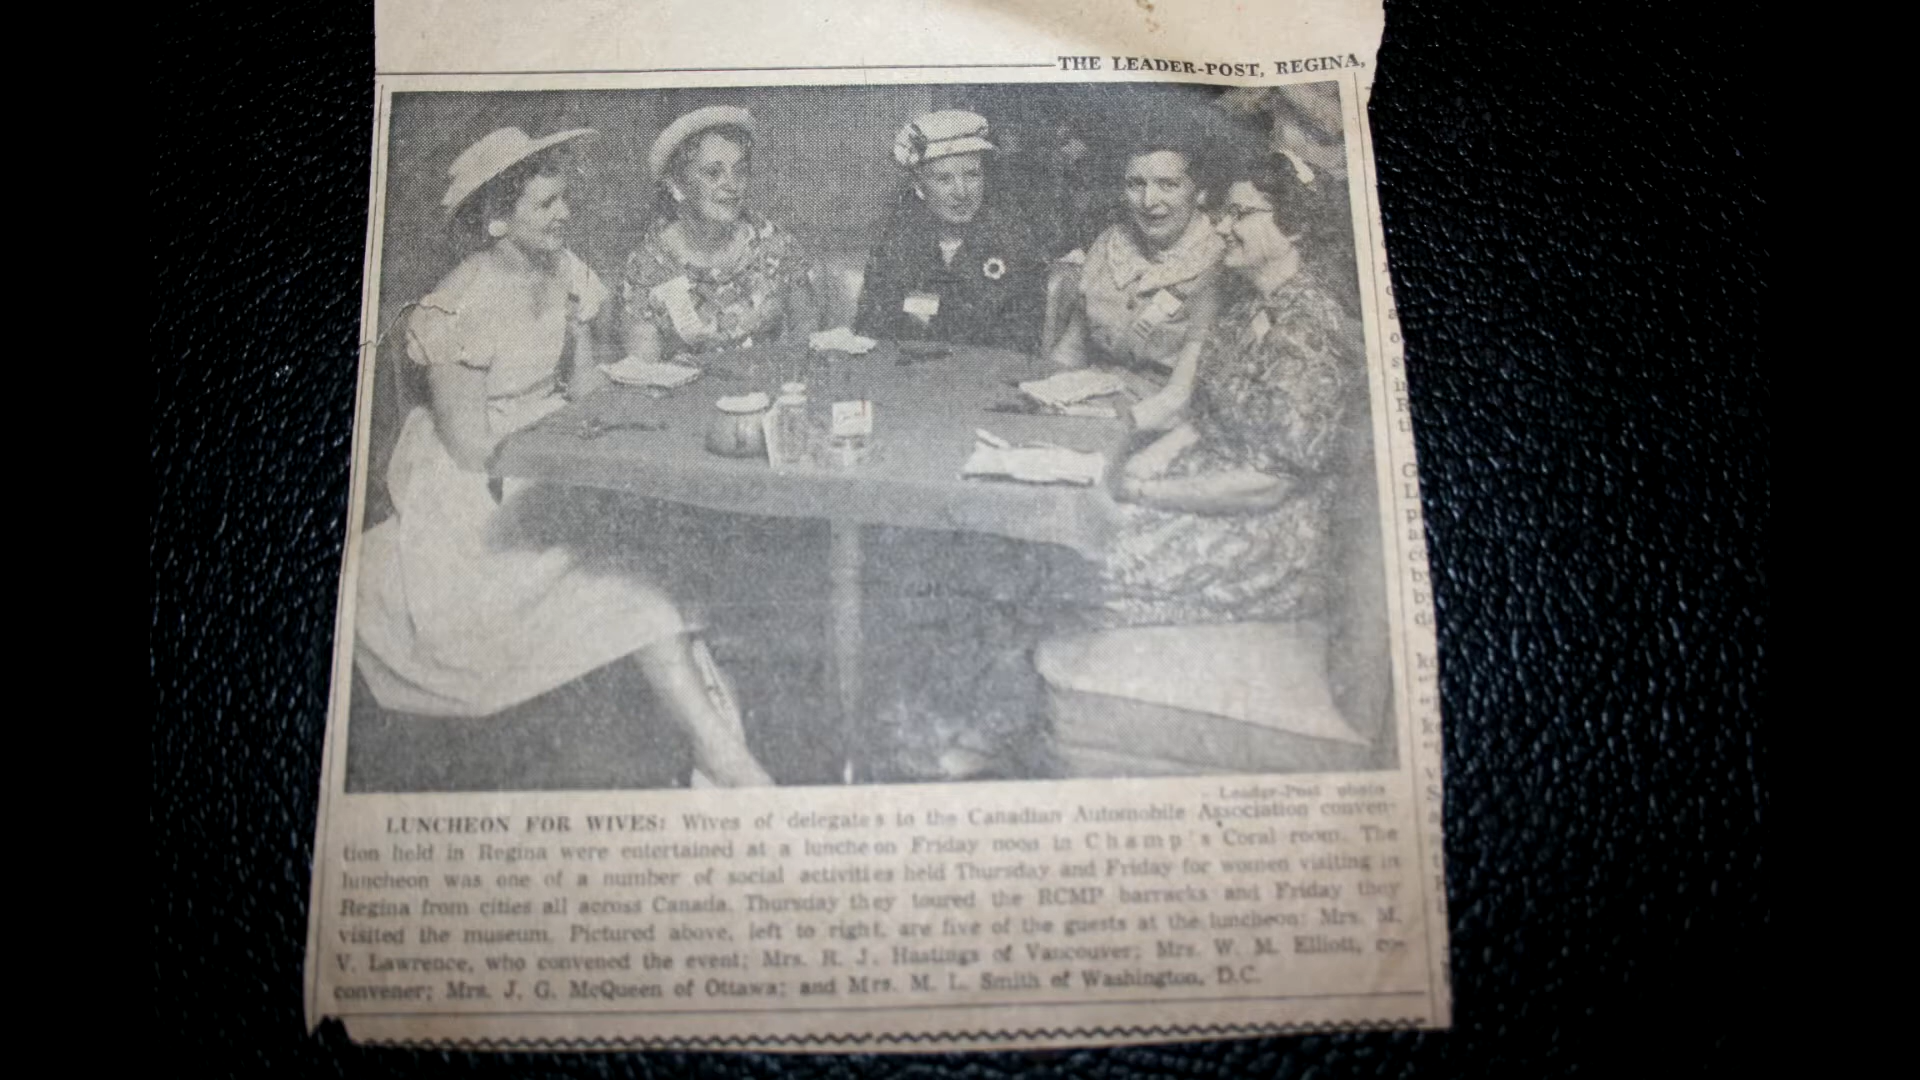 THE LEADER-POST, REGINA,
Leader-Post photo
LUNCHEON FOR WIVES: Wives of delegates to the Canadian Automobile Association conven-
tion held in Regina were entertained at a luncheon Friday noon in Champ's Coral room. The
luncheon was one of a number of social activities held Thursday and Friday for women visiting in
Regina from cities all across Canada. Thursday they toured the RCMP barracks and Friday they
visited the museum. Pictured above, left to right, are five of the guests at the luncheon: Mrs. M.
V. Lawrence, who convened the event; Mrs. R. J. Hastings of Vancouver; Mrs. W. M. Elliott, co-
convener; Mrs. J. G. McQueen of Ottawa; and Mrs. M. L. Smith of Washington, D.C.